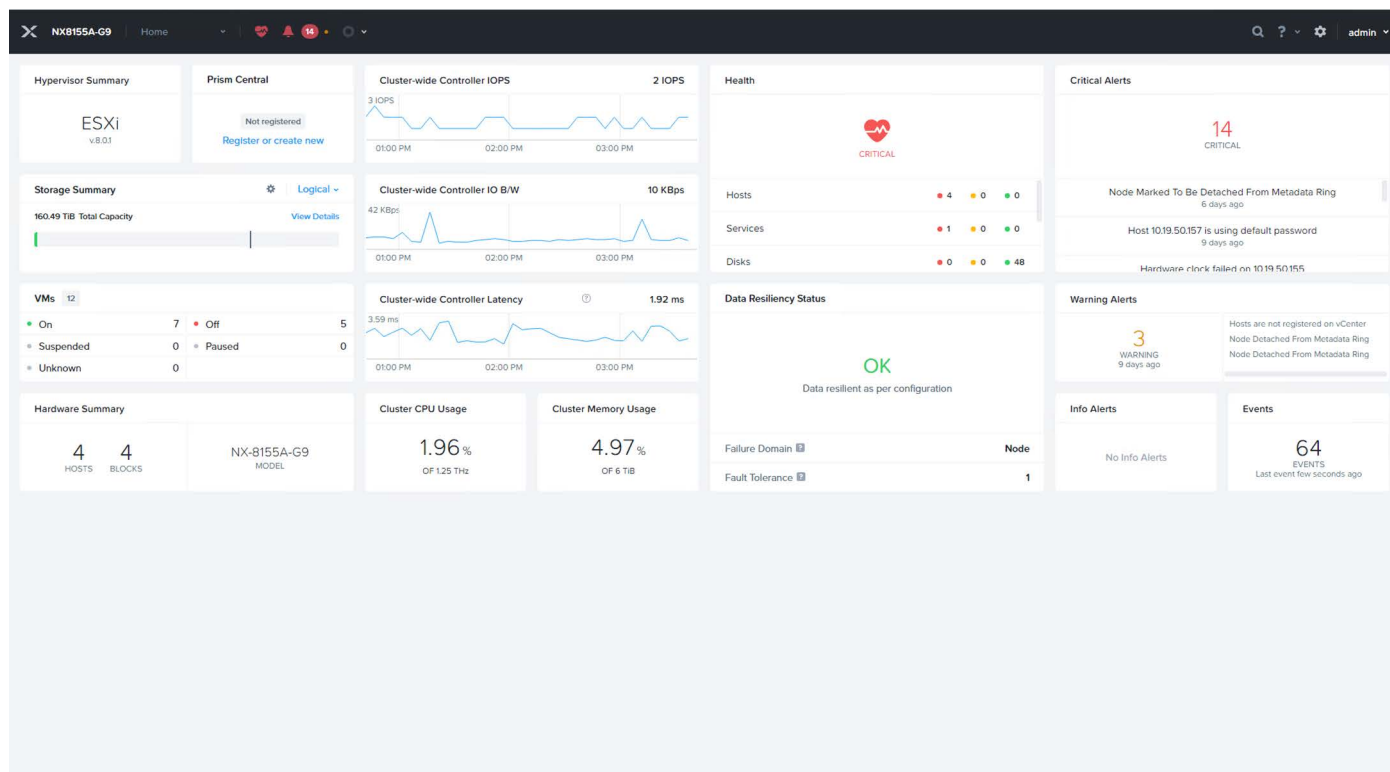 NX8155A-G9
Home
14
admin
Hypervisor Summary
ESXi
v.8.0.1
Prism Central
Not registered
Register or create new
Cluster-wide Controller IOPS
2 IOPS
3 IOPS
01:00 PM
02:00 PM
03:00 PM
Health
CRITICAL
Hosts
4
0
0
Services
1
0
0
Disks
0
0
48
Critical Alerts
14
CRITICAL
Node Marked To Be Detached From Metadata Ring
6 days ago
Host 10.19.50.157 is using default password
9 days ago
Hardware clock failed on 10.19.50.155
Storage Summary
Logical
160.49 TiB Total Capacity
View Details
Cluster-wide Controller IO B/W
10 KBps
42 KBps
01:00 PM
02:00 PM
03:00 PM
VMs
12
On
7
Off
5
Suspended
0
Paused
0
Unknown
0
Cluster-wide Controller Latency
?
1.92 ms
3.59 ms
01:00 PM
02:00 PM
03:00 PM
Data Resiliency Status
OK
Data resilient as per configuration
Failure Domain ?
Node
Fault Tolerance ?
1
Warning Alerts
3
WARNING
9 days ago
Hosts are not registered on vCenter
Node Detached From Metadata Ring
Node Detached From Metadata Ring
Hardware Summary
4
HOSTS
4
BLOCKS
NX-8155A-G9
MODEL
Cluster CPU Usage
1.96 %
OF 1.25 THz
Cluster Memory Usage
4.97 %
OF 6 TiB
Info Alerts
No Info Alerts
Events
64
EVENTS
Last event few seconds ago